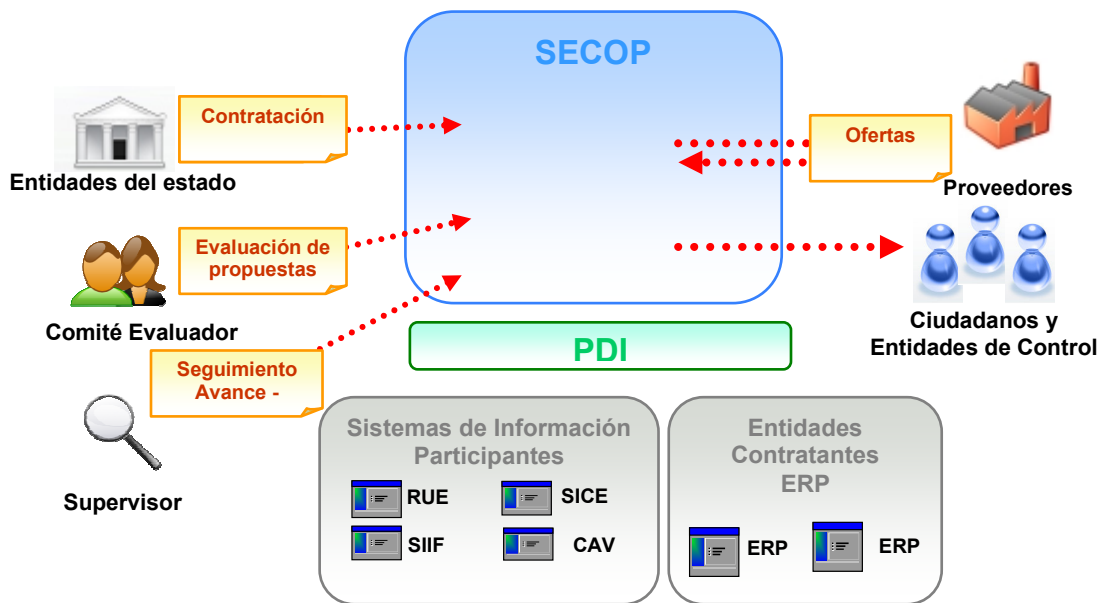 SECOP
Contratación
Entidades del estado
Ofertas
Proveedores
Evaluación de
propuestas
Comité Evaluador
Ciudadanos y
Entidades de Control
PDI
Seguimiento
Avance -
Supervisor
Sistemas de Información
Participantes
RUE
SICE
SIIF
CAV
Entidades
Contratantes
ERP
ERP
ERP